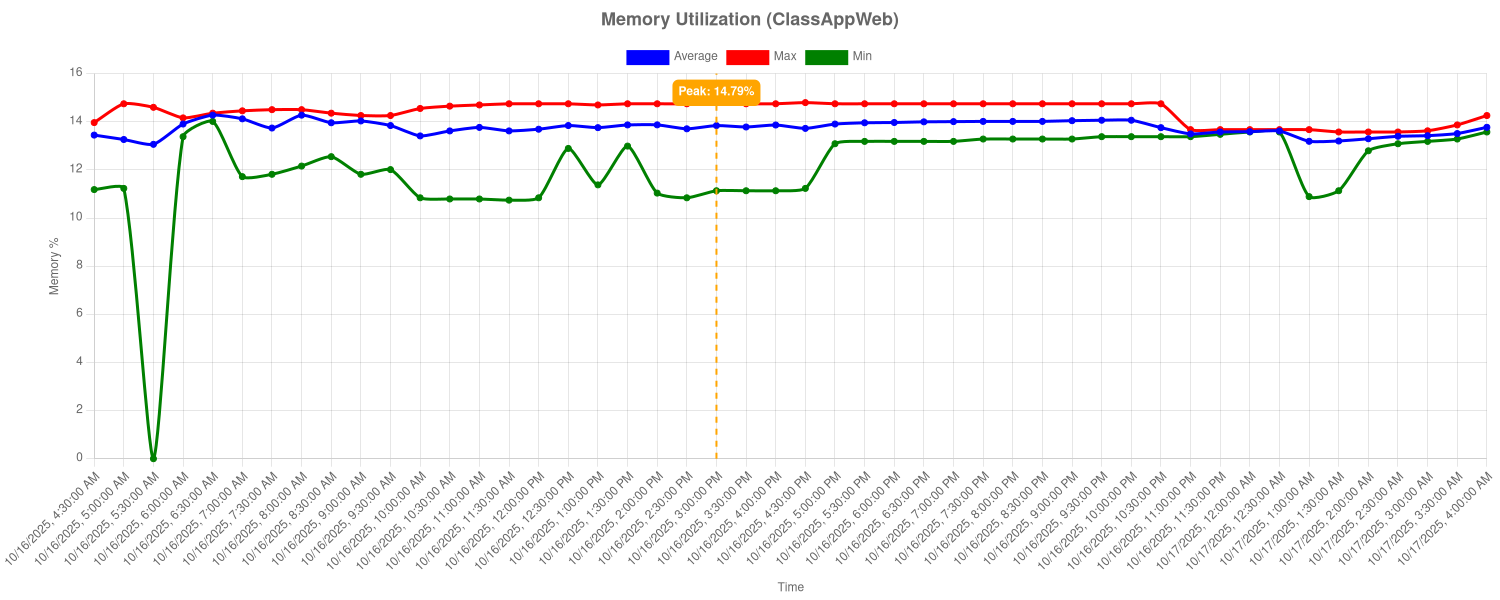 Memory Utilization (ClassAppWeb)
Average Max Min
Peak: 14.79%
Memory %
16
14
12
10
8
6
4
2
0
10/16/2025, 4:30:00 AM
10/16/2025, 5:00:00 AM
10/16/2025, 5:30:00 AM
10/16/2025, 6:00:00 AM
10/16/2025, 6:30:00 AM
10/16/2025, 7:00:00 AM
10/16/2025, 7:30:00 AM
10/16/2025, 8:00:00 AM
10/16/2025, 8:30:00 AM
10/16/2025, 9:00:00 AM
10/16/2025, 9:30:00 AM
10/16/2025, 10:00:00 AM
10/16/2025, 10:30:00 AM
10/16/2025, 11:00:00 AM
10/16/2025, 11:30:00 AM
10/16/2025, 12:00:00 PM
10/16/2025, 12:30:00 PM
10/16/2025, 1:00:00 PM
10/16/2025, 1:30:00 PM
10/16/2025, 2:00:00 PM
10/16/2025, 2:30:00 PM
10/16/2025, 3:00:00 PM
10/16/2025, 3:30:00 PM
10/16/2025, 4:00:00 PM
10/16/2025, 4:30:00 PM
10/16/2025, 5:00:00 PM
10/16/2025, 5:30:00 PM
10/16/2025, 6:00:00 PM
10/16/2025, 6:30:00 PM
10/16/2025, 7:00:00 PM
10/16/2025, 7:30:00 PM
10/16/2025, 8:00:00 PM
10/16/2025, 8:30:00 PM
10/16/2025, 9:00:00 PM
10/16/2025, 9:30:00 PM
10/16/2025, 10:00:00 PM
10/16/2025, 10:30:00 PM
10/16/2025, 11:00:00 PM
10/16/2025, 11:30:00 PM
10/17/2025, 12:00:00 AM
10/17/2025, 12:30:00 AM
10/17/2025, 1:00:00 AM
10/17/2025, 1:30:00 AM
10/17/2025, 2:00:00 AM
10/17/2025, 2:30:00 AM
10/17/2025, 3:00:00 AM
10/17/2025, 3:30:00 AM
10/17/2025, 4:00:00 AM
Time